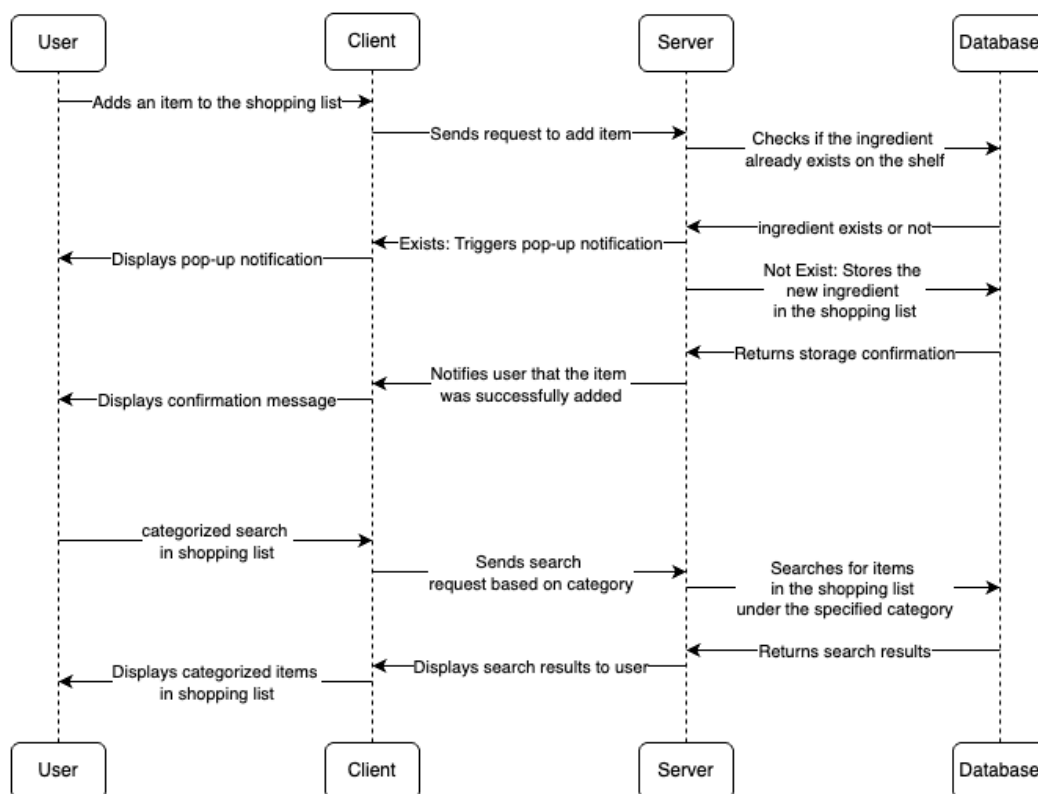 User
Client
Server
Database
Adds an item to the shopping list
Sends request to add item
Checks if the ingredient
already exists on the shelf
ingredient exists or not
Exists: Triggers pop-up notification
Displays pop-up notification
Not Exist: Stores the
new ingredient
in the shopping list
Returns storage confirmation
Notifies user that the item
was successfully added
Displays confirmation message
categorized search
in shopping list
Sends search
request based on category
Searches for items
in the shopping list
under the specified category
Returns search results
Displays search results to user
Displays categorized items
in shopping list
User
Client
Server
Database